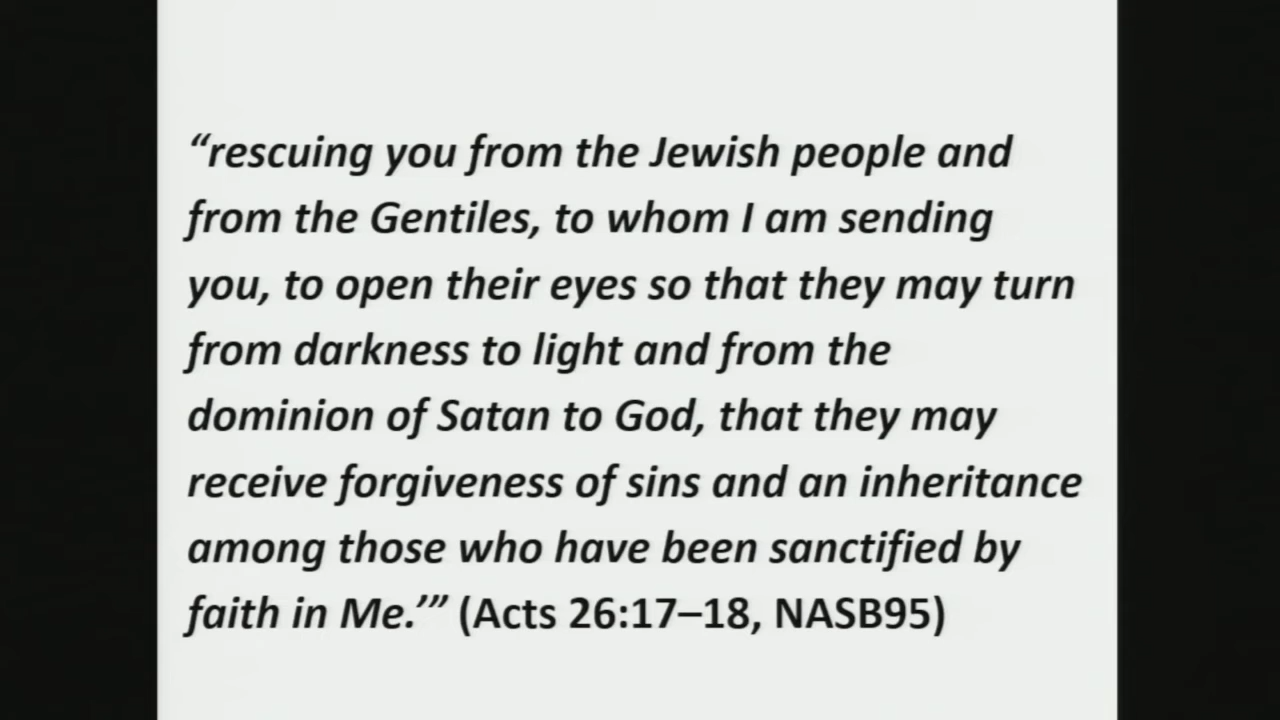 “rescuing you from the Jewish people and
from the Gentiles, to whom I am sending
you, to open their eyes so that they may turn
from darkness to light and from the
dominion of Satan to God, that they may
receive forgiveness of sins and an inheritance
among those who have been sanctified by
faith in Me.’” (Acts 26:17–18, NASB95)